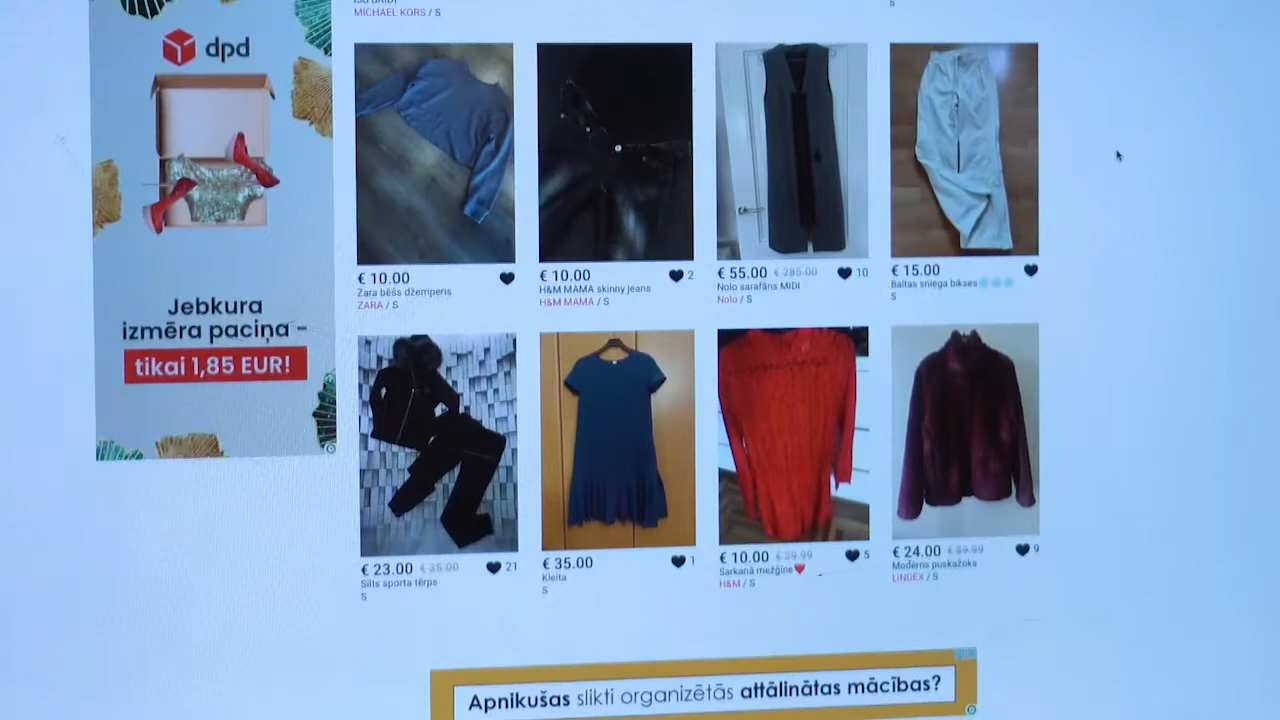 MICHAEL KORS / S
S
dpd
Jebkura
izmēra paciņa -
tikai 1,85 EUR!
€ 10.00
Zara bēšs džemperis
ZARA / S
€ 10.00 2
H&M MAMA skinny jeans
H&M MAMA / S
€ 55.00 € 385.00 10
Nolo sarafāns MIDI
Nolo / S
€ 15.00
Baltas sniega bikses
S
€ 23.00 € 35.00 21
Silts sporta tērps
S
€ 35.00 1
Kleita
S
€ 10.00 € 29.99 5
Sarkanā mežģīne
H&M / S
€ 24.00 € 89.99 9
Moderns puskažoks
LINDEX / S
Apnikušas slikti organizētās attālinātas mācības?